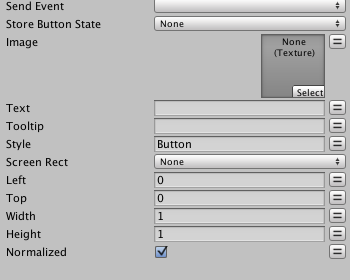 Send Event
Store Button State None
Image None
(Texture)
Select
Text
Tooltip
Style Button
Screen Rect None
Left 0
Top 0
Width 1
Height 1
Normalized